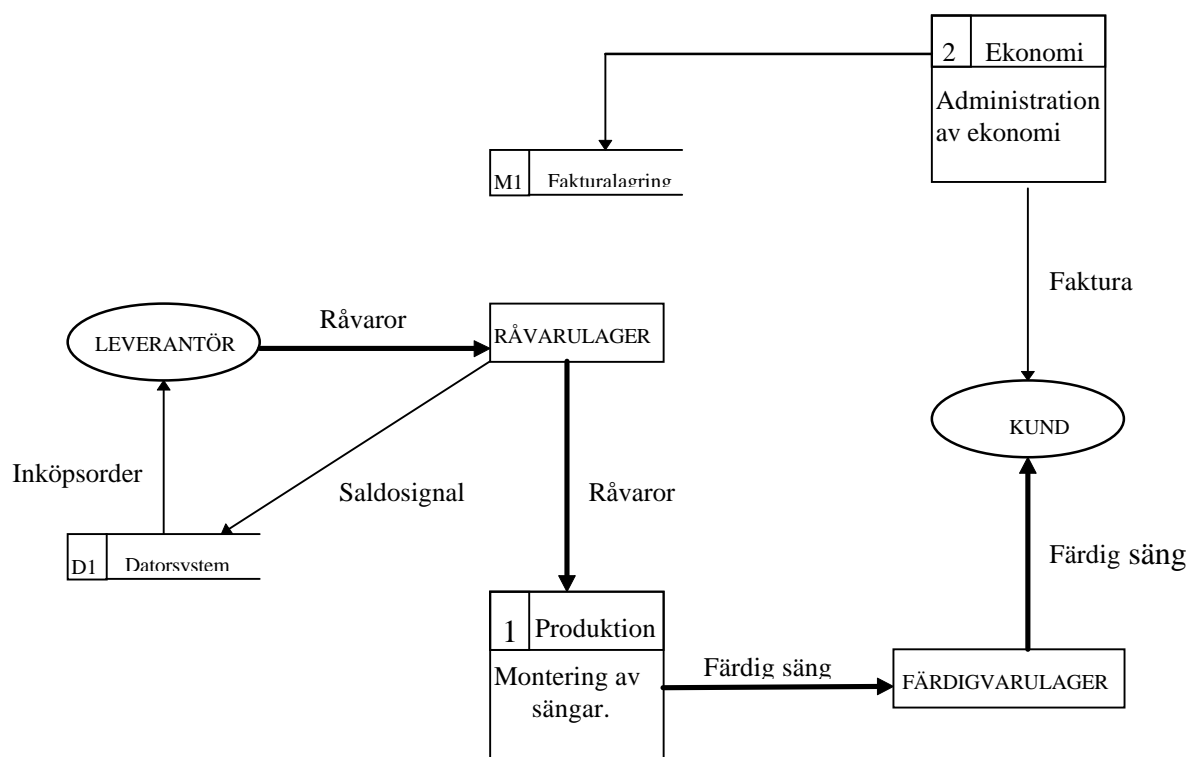 2 Ekonomi
Administration
av ekonomi
M1 Fakturalagring
Faktura
Råvaror
LEVERANTÖR
RÅVARULAGER
KUND
Inköpsorder
Saldosignal
Råvaror
D1 Datorsystem
Färdig säng
1 Produktion
Montering av
sängar.
Färdig säng
FÄRDIGVARULAGER